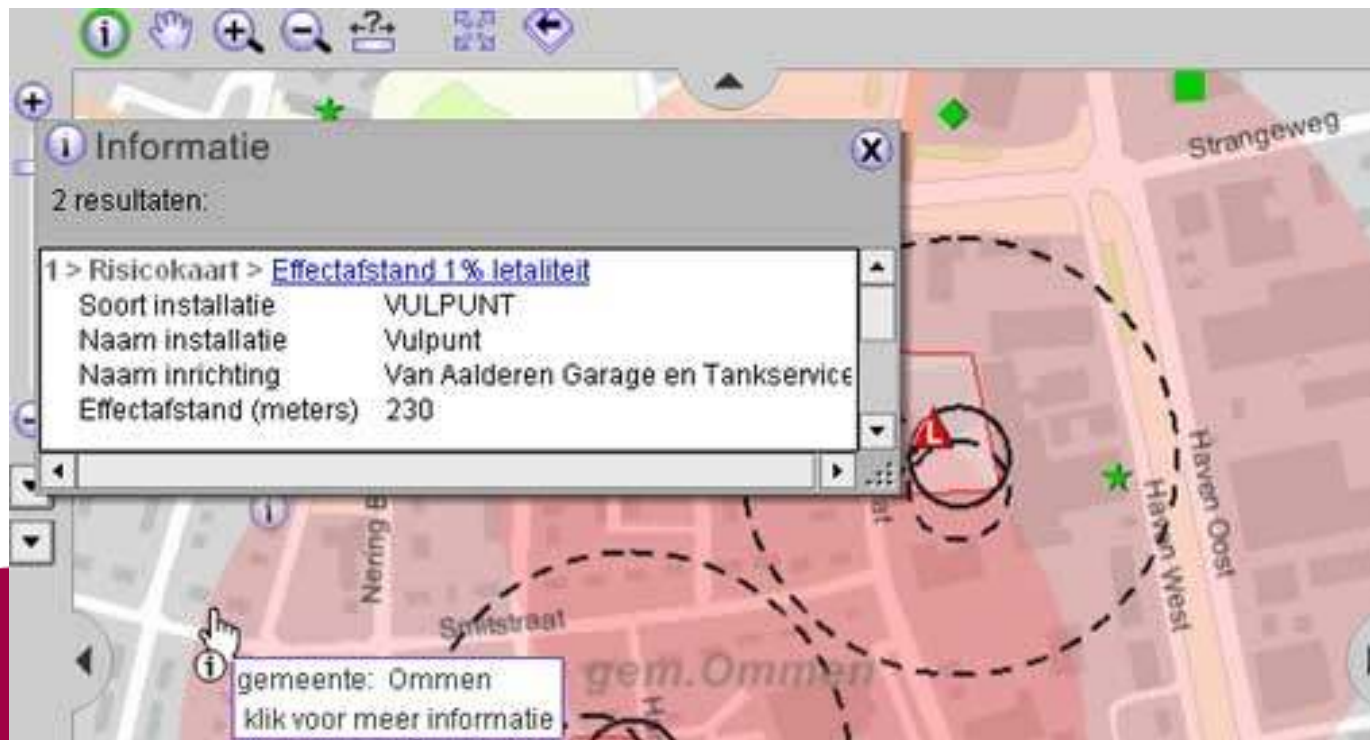 Informatie
2 resultaten:
1 > Risicokaart > Effectafstand 1% letaliteit
Soort installatie VULPUNT
Naam installatie Vulpunt
Naam inrichting Van Aalderen Garage en Tankservice
Effectafstand (meters) 230
Strangeweg
L
Haven Oost
Haven West
Nering
Smitstraat
gem.Ommen
gemeente: Ommen
klik voor meer informatie